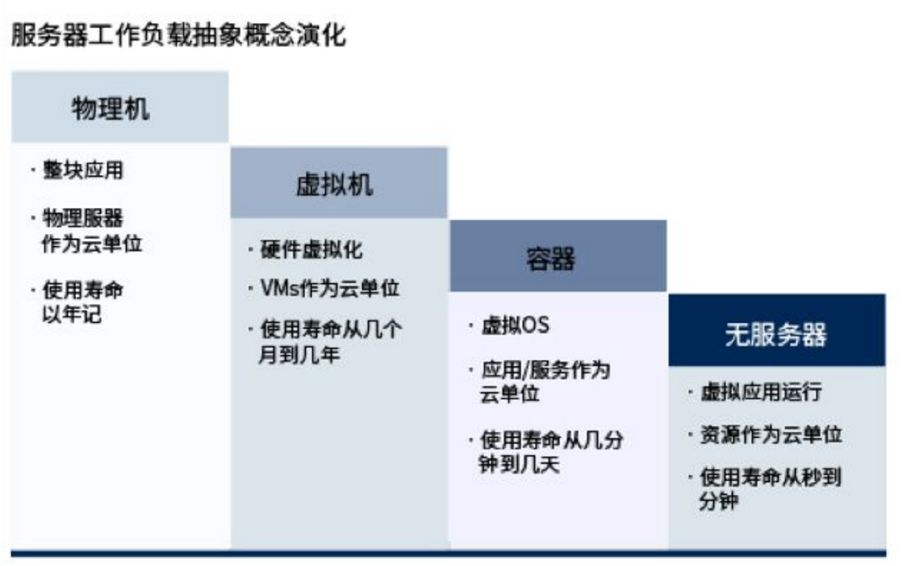 服务器工作负载抽象概念演化
物理机
· 整块应用
· 物理服器
作为云单位
· 使用寿命
以年记
虚拟机
· 硬件虚拟化
· VMs作为云单位
· 使用寿命从几个
月到几年
容器
· 虚拟OS
· 应用/服务作为
云单位
· 使用寿命从几分
钟到几天
无服务器
· 虚拟应用运行
· 资源作为云单位
· 使用寿命从秒到
分钟